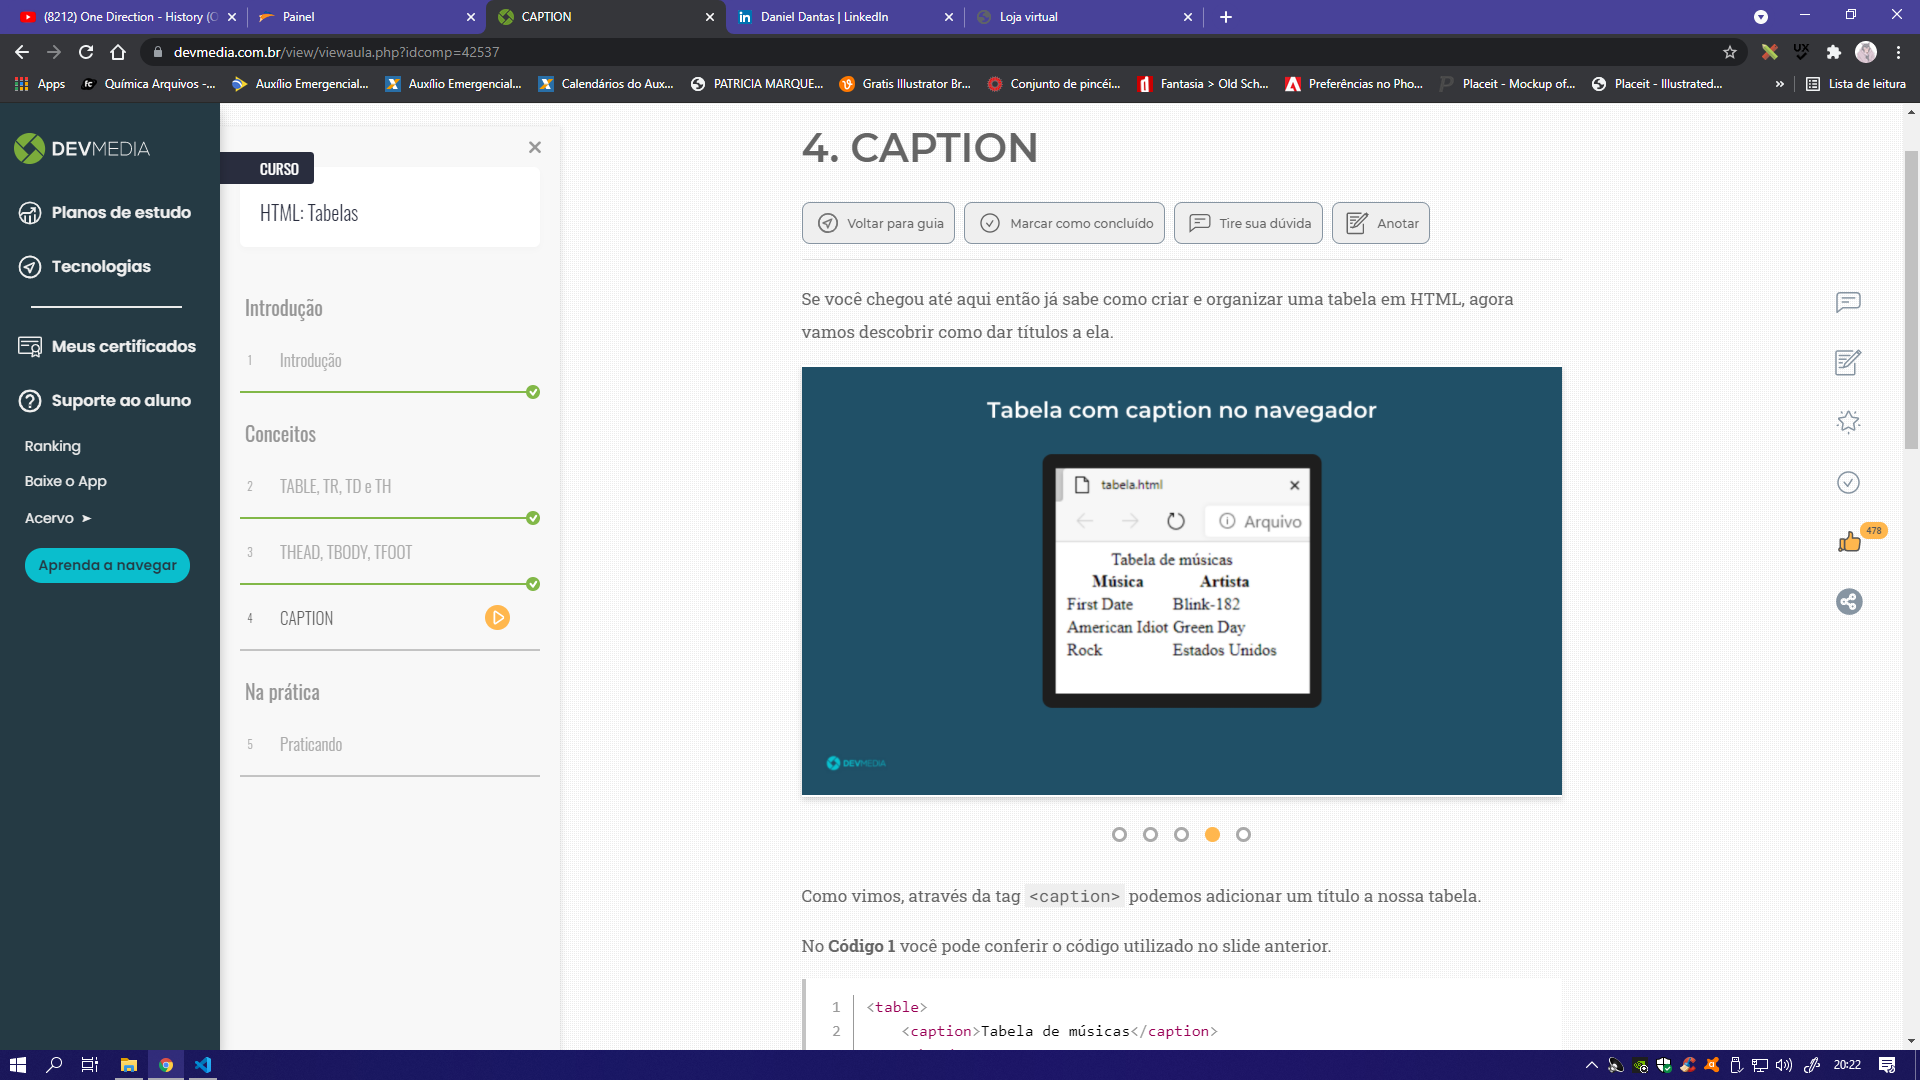 (8212) One Direction - History (O
Painel
CAPTION
Daniel Dantas | LinkedIn
Loja virtual
devmedia.com.br/view/viewaula.php?idcomp=42537
Apps
Química Arquivos -...
Auxílio Emergencial...
Auxílio Emergencial...
Calendários do Aux...
PATRICIA MARQUE...
Gratis Illustrator Br...
Conjunto de pincéi...
Fantasia > Old Sch...
Preferências no Pho...
Placeit - Mockup of...
Placeit - Illustrated...
»
Lista de leitura
DEVMEDIA
Planos de estudo
Tecnologias
Meus certificados
Suporte ao aluno
Ranking
Baixe o App
Acervo ➤
Aprenda a navegar
CURSO
HTML: Tabelas
Introdução
1 Introdução
Conceitos
2 TABLE, TR, TD e TH
3 THEAD, TBODY, TFOOT
4 CAPTION
Na prática
5 Praticando
4. CAPTION
Voltar para guia
Marcar como concluído
Tire sua dúvida
Anotar
Se você chegou até aqui então já sabe como criar e organizar uma tabela em HTML, agora
vamos descobrir como dar títulos a ela.
Tabela com caption no navegador
tabela.html
Arquivo
Tabela de músicas
Música Artista
First Date Blink-182
American Idiot Green Day
Rock Estados Unidos
DEVMEDIA
Como vimos, através da tag <caption> podemos adicionar um título a nossa tabela.
No Código 1 você pode conferir o código utilizado no slide anterior.
1 <table>
2 <caption>Tabela de músicas</caption>
478
20:22